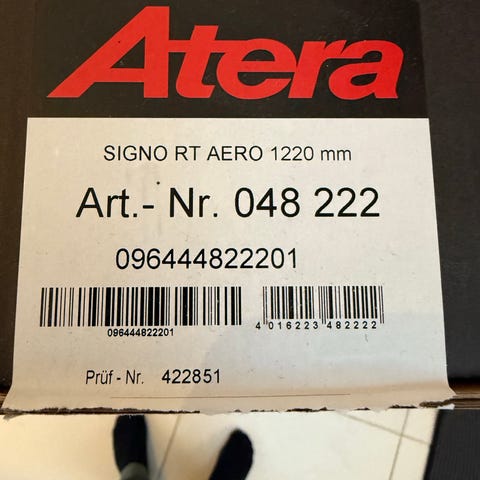 Atera
SIGNO RT AERO 1220 mm
Art.- Nr. 048 222
096444822201
096444822201
4 016223 482222
Prüf - Nr. 422851